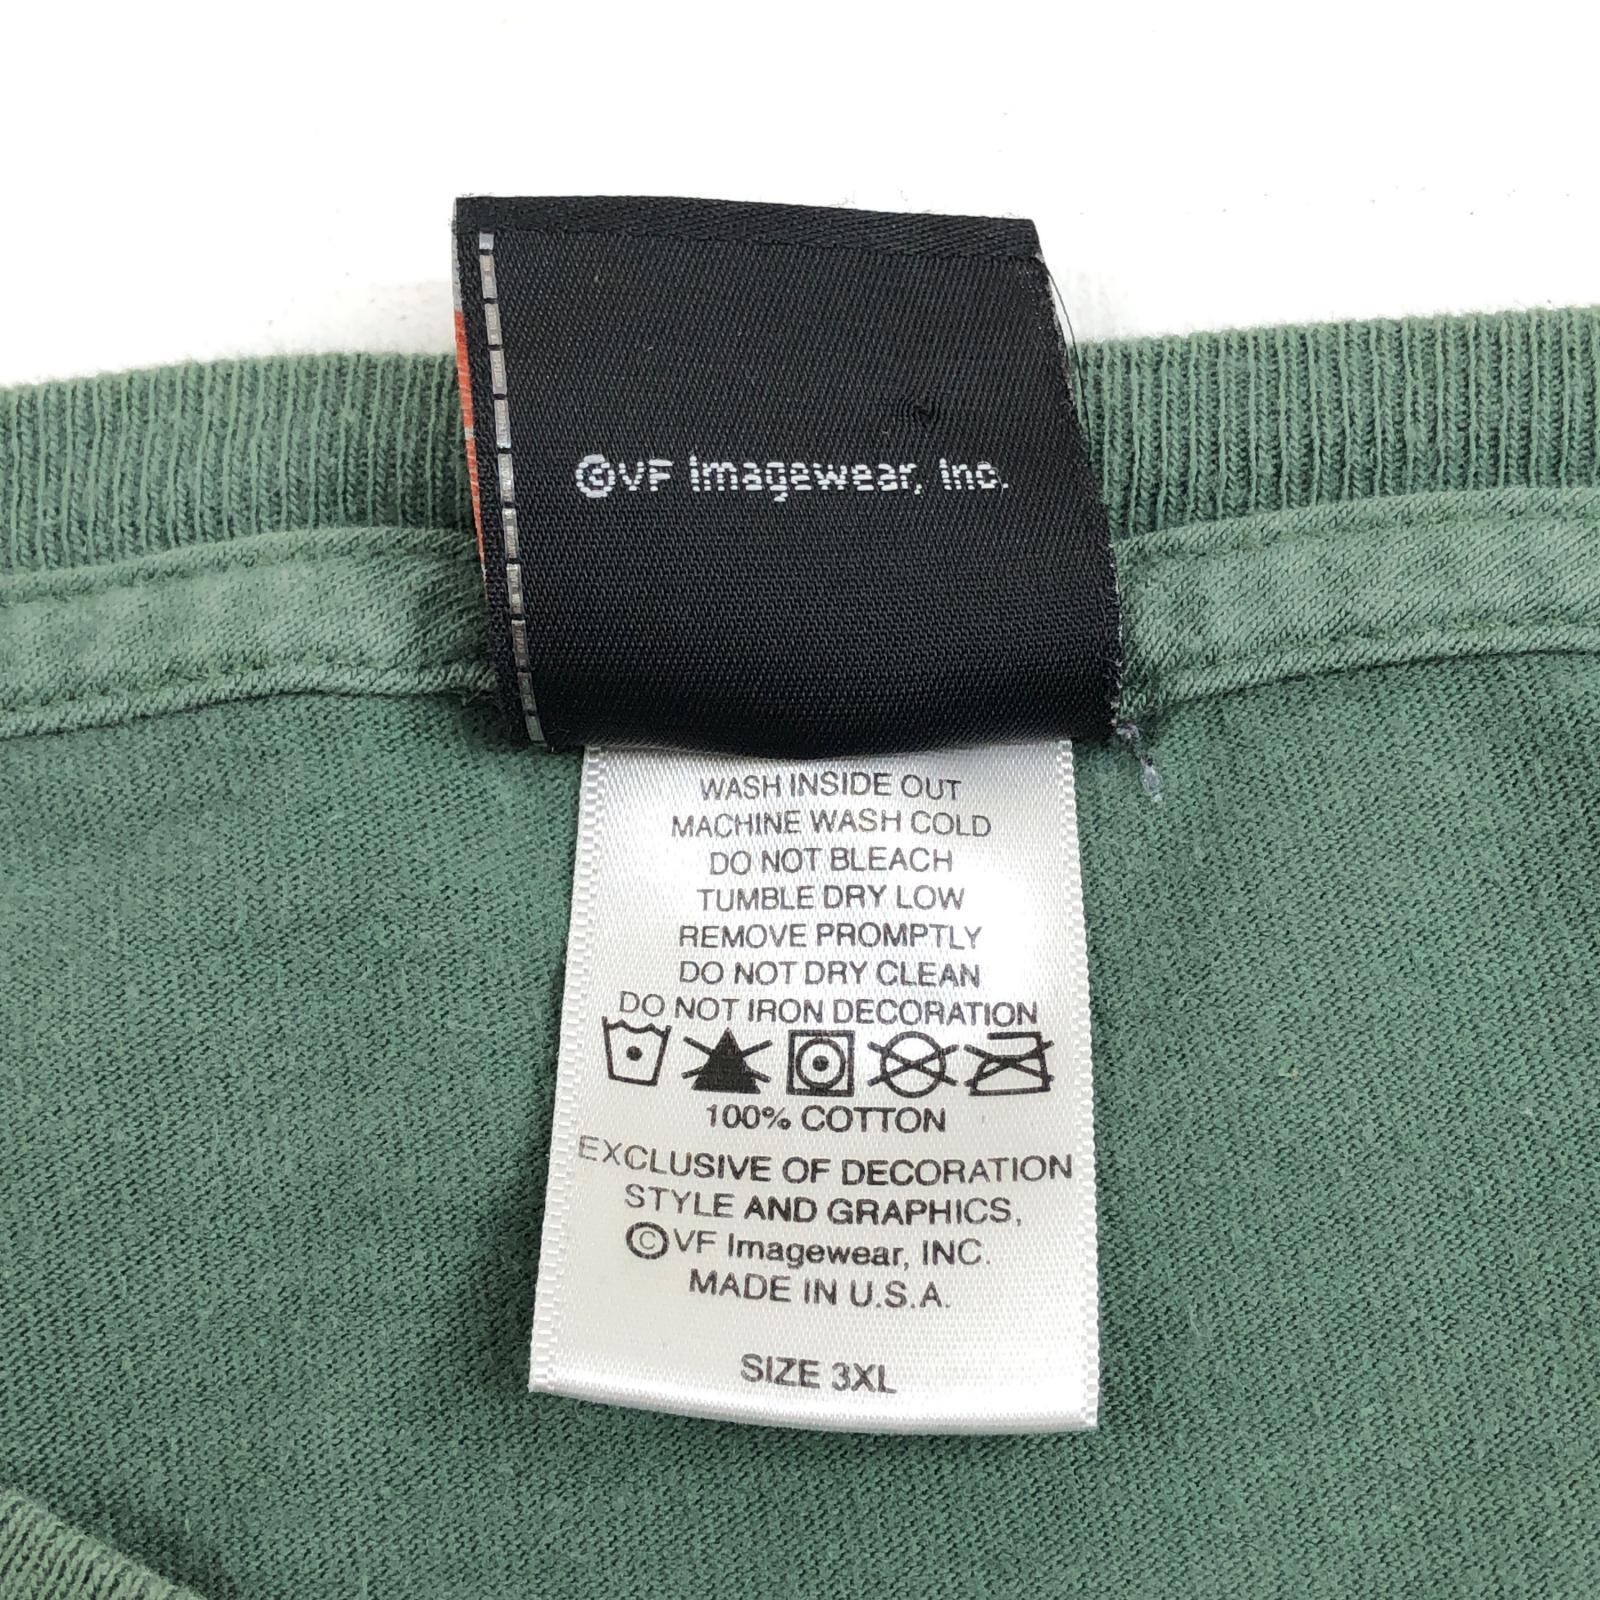 ©VF Imagewear, Inc.
WASH INSIDE OUT
MACHINE WASH COLD
DO NOT BLEACH
TUMBLE DRY LOW
REMOVE PROMPTLY
DO NOT DRY CLEAN
DO NOT IRON DECORATION
100% COTTON
EXCLUSIVE OF DECORATION
STYLE AND GRAPHICS,
©VF Imagewear, INC.
MADE IN U.S.A.
SIZE 3XL